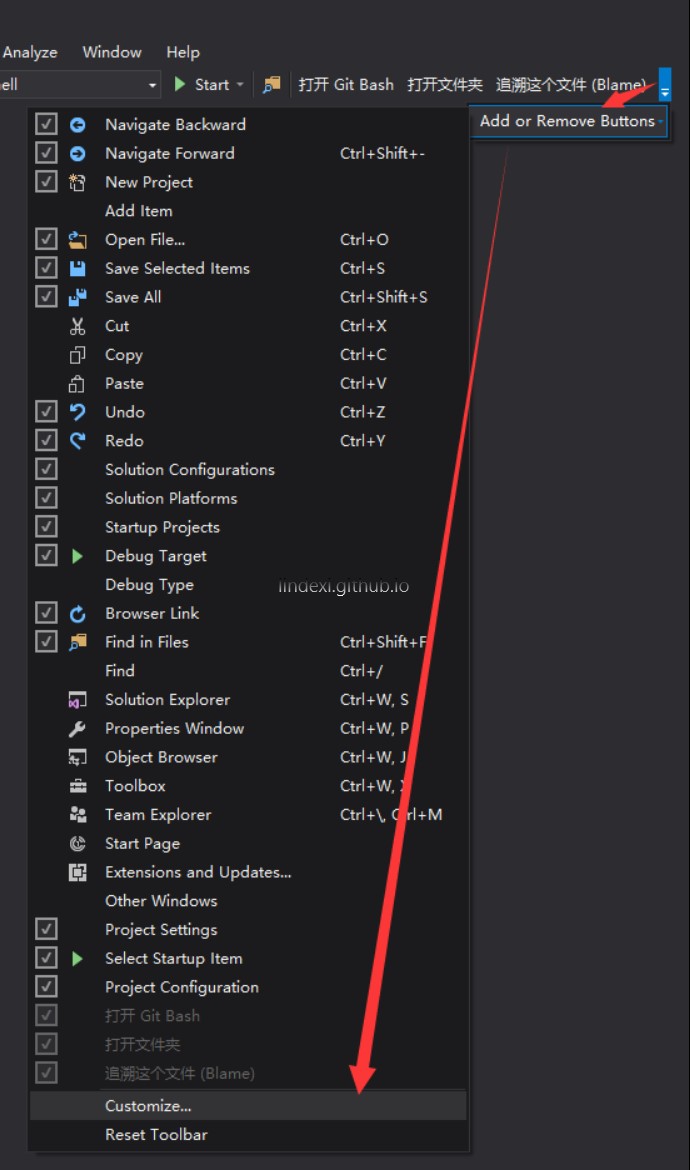 Analyze Window Help
ell Start 打开 Git Bash 打开文件夹 追溯这个文件 (Blame)
Add or Remove Buttons
Navigate Backward
Navigate Forward Ctrl+Shift+-
New Project
Add Item
Open File... Ctrl+O
Save Selected Items Ctrl+S
Save All Ctrl+Shift+S
Cut Ctrl+X
Copy Ctrl+C
Paste Ctrl+V
Undo Ctrl+Z
Redo Ctrl+Y
Solution Configurations
Solution Platforms
Startup Projects
Debug Target
Debug Type
lindexi.github.io
Browser Link
Find in Files Ctrl+Shift+F
Find Ctrl+/
Solution Explorer Ctrl+W, S
Properties Window Ctrl+W, P
Object Browser Ctrl+W, J
Toolbox Ctrl+W,
Team Explorer Ctrl+\, Ctrl+M
Start Page
Extensions and Updates...
Other Windows
Project Settings
Select Startup Item
Project Configuration
打开 Git Bash
打开文件夹
追溯这个文件 (Blame)
Customize...
Reset Toolbar